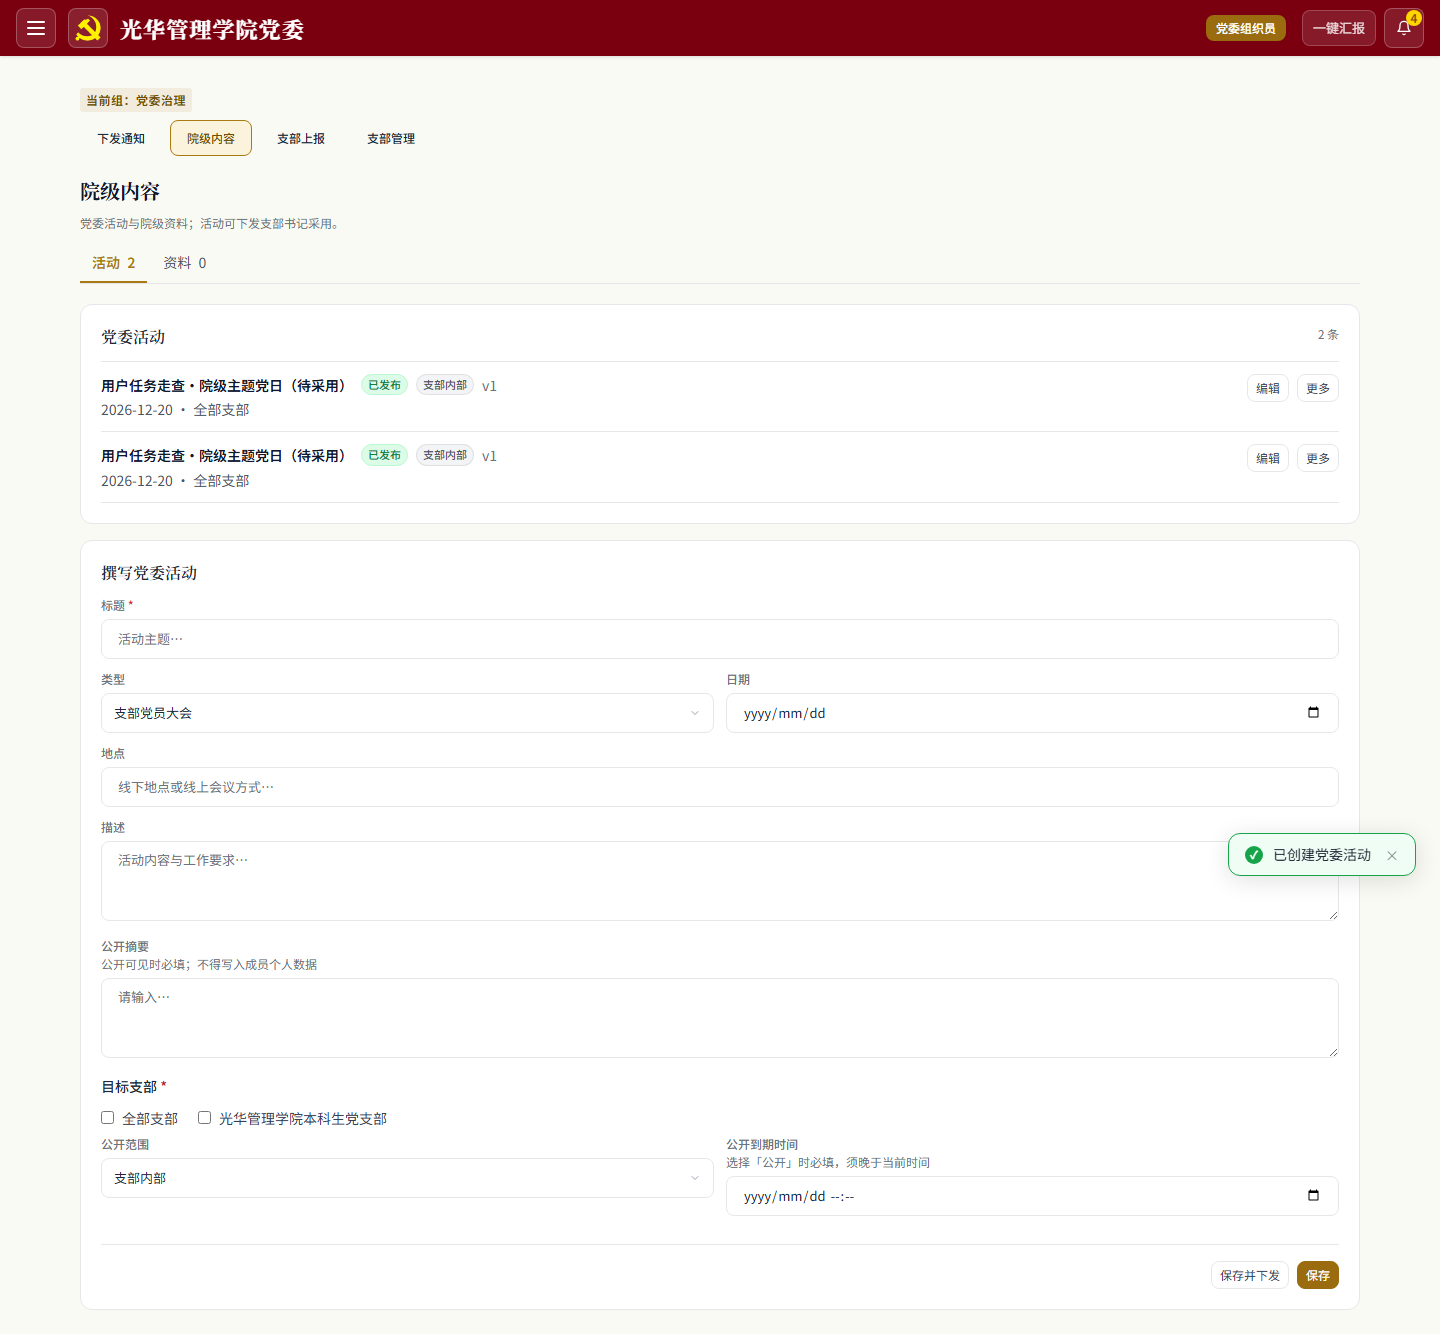 光华管理学院党委
党委组织员
一键汇报
4
当前组：党委治理
下发通知
院级内容
支部上报
支部管理
院级内容
党委活动与院级资料；活动可下发支部书记采用。
活动 2
资料 0
党委活动
2 条
用户任务走查·院级主题党日（待采用） 已发布 支部内部 v1
编辑 更多
2026-12-20 · 全部支部
用户任务走查·院级主题党日（待采用） 已发布 支部内部 v1
编辑 更多
2026-12-20 · 全部支部
撰写党委活动
标题 *
活动主题…
类型
日期
支部党员大会
yyyy/mm/dd
地点
线下地点或线上会议方式…
描述
活动内容与工作要求…
已创建党委活动
公开摘要
公开可见时必填；不得写入成员个人数据
请输入…
目标支部 *
全部支部 光华管理学院本科生党支部
公开范围
支部内部
公开到期时间
选择「公开」时必填，须晚于当前时间
yyyy/mm/dd --:--
保存并下发
保存